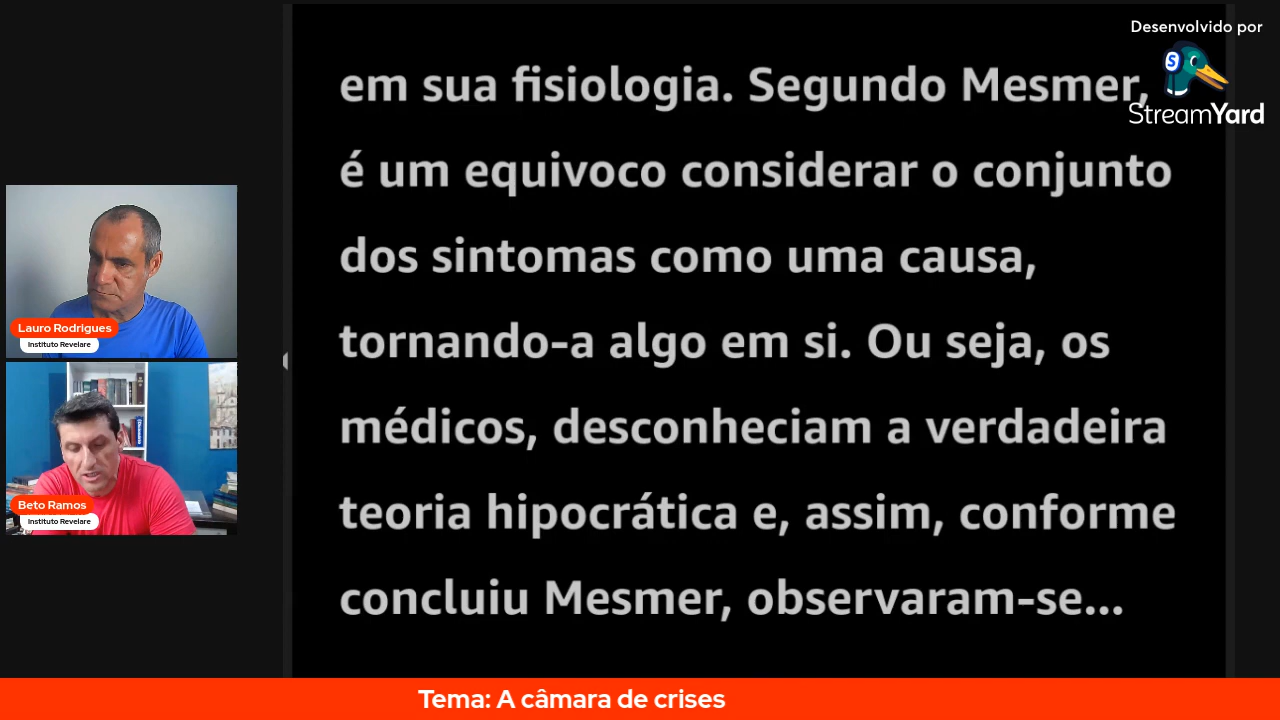 Desenvolvido por
StreamYard
em sua fisiologia. Segundo Mesmer,
é um equivoco considerar o conjunto
dos sintomas como uma causa,
tornando-a algo em si. Ou seja, os
médicos, desconheciam a verdadeira
teoria hipocrática e, assim, conforme
concluiu Mesmer, observaram-se...
Lauro Rodrigues
Instituto Revelare
Beto Ramos
Instituto Revelare
Tema: A câmara de crises